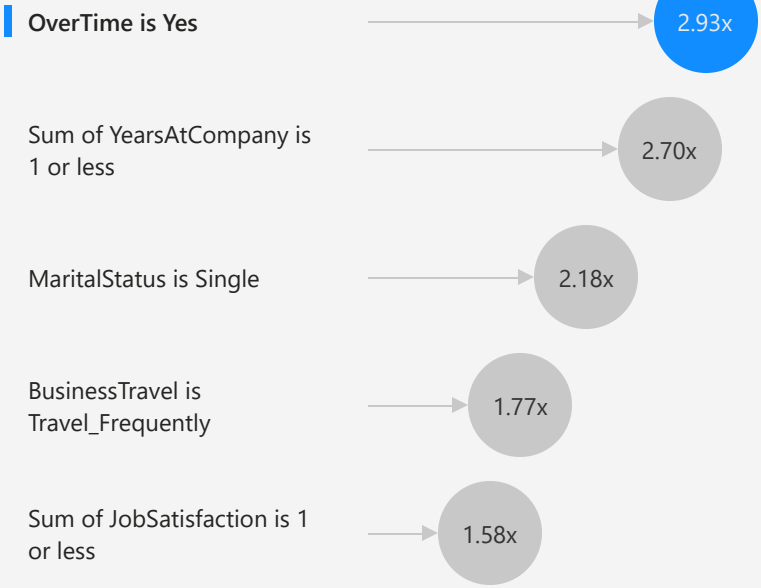 OverTime is Yes
2.93x
Sum of YearsAtCompany is
1 or less
2.70x
MaritalStatus is Single
2.18x
BusinessTravel is
Travel_Frequently
1.77x
Sum of JobSatisfaction is 1
or less
1.58x